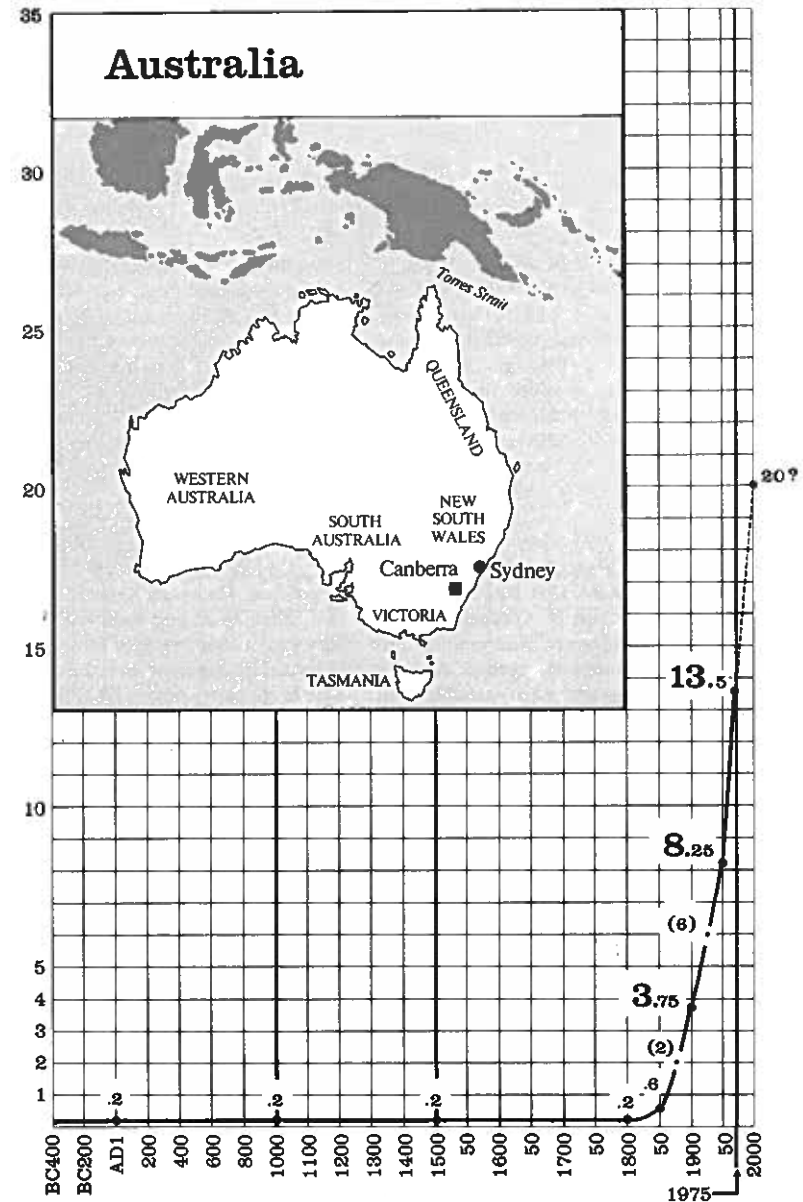 35
Australia
30
Torres Strait
25
QUEENSLAND
WESTERN
AUSTRALIA
SOUTH
AUSTRALIA
NEW
SOUTH
WALES
20
20?
Canberra
Sydney
VICTORIA
15
TASMANIA
13.5
10
8.25
(6)
5
4
3.75
3
2
(2)
1
.2
.2
.2
.2
.6
BC400
BC200
AD1
200
400
600
800
1000
1100
1200
1300
1400
1500
50
1600
50
1700
50
1800
50
1900
50
2000
1975